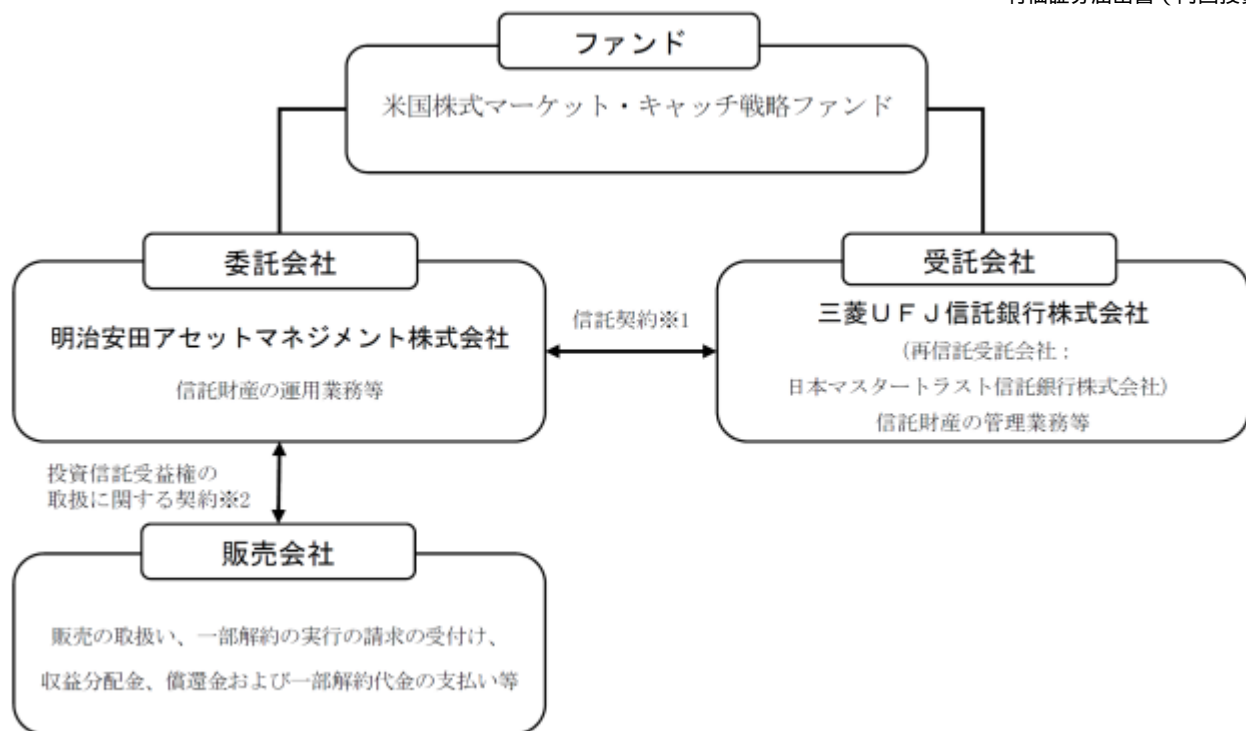 ファンド
米国株式マーケット・キャッチ戦略ファンド
委託会社
明治安田アセットマネジメント株式会社
信託財産の運用業務等
信託契約※1
受託会社
三菱UFJ信託銀行株式会社
(再信託受託会社:
日本マスタートラスト信託銀行株式会社)
信託財産の管理業務等
投資信託受益権の
取扱に関する契約※2
販売会社
販売の取扱い、一部解約の実行の請求の受付け、
収益分配金、償還金および一部解約代金の支払い等